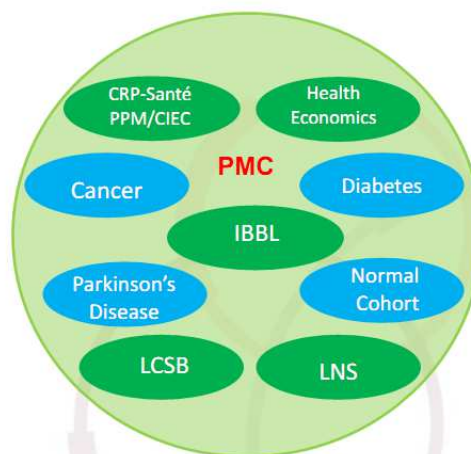 CRP-Santé
PPM/CIEC
Health
Economics
PMC
Cancer
Diabetes
IBBL
Parkinson's
Disease
Normal
Cohort
LCSB
LNS